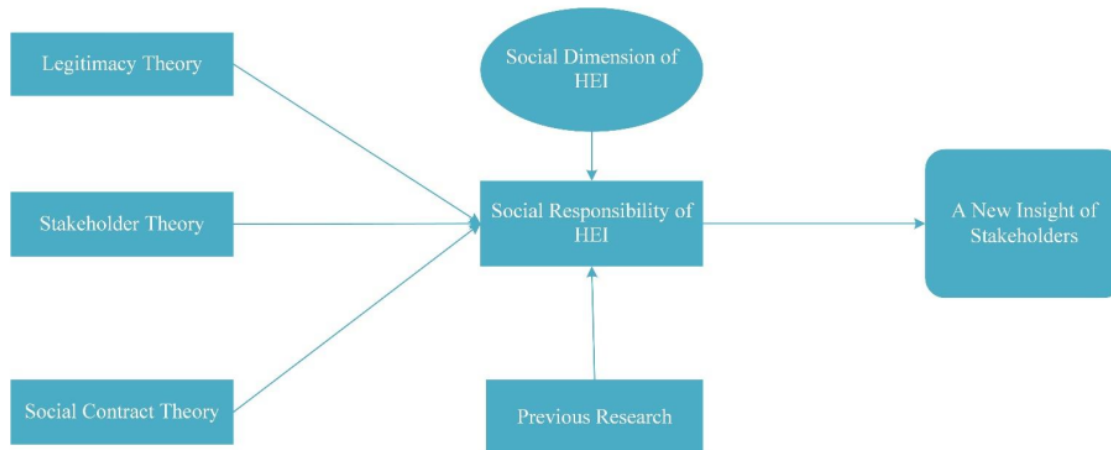 Legitimacy Theory
Social Dimension of
HEI
Stakeholder Theory
Social Responsibility of
HEI
A New Insight of
Stakeholders
Social Contract Theory
Previous Research